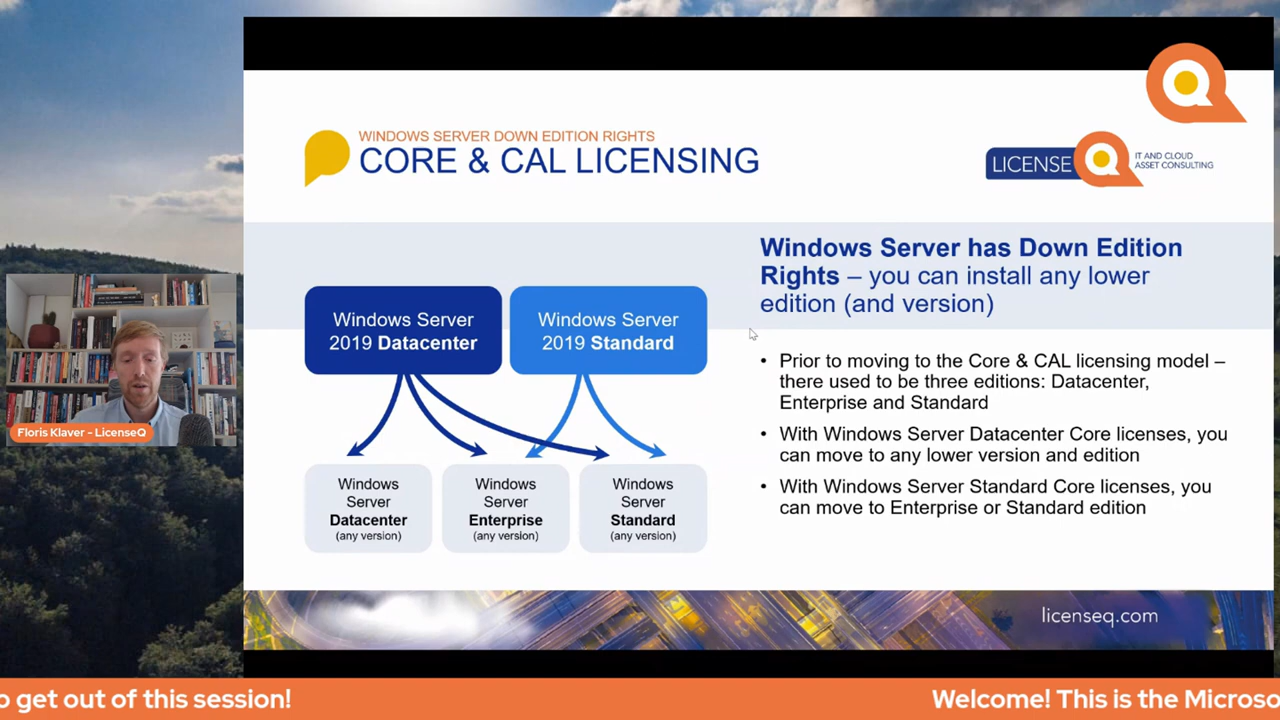 WINDOWS SERVER DOWN EDITION RIGHTS
CORE & CAL LICENSING
LICENSE
IT AND CLOUD
ASSET CONSULTING
Windows Server has Down Edition
Rights – you can install any lower
edition (and version)
Windows Server
2019 Datacenter
Windows Server
2019 Standard
Windows
Server
Datacenter
(any version)
Windows
Server
Enterprise
(any version)
Windows
Server
Standard
(any version)
• Prior to moving to the Core & CAL licensing model –
there used to be three editions: Datacenter,
Enterprise and Standard
• With Windows Server Datacenter Core licenses, you
can move to any lower version and edition
• With Windows Server Standard Core licenses, you
can move to Enterprise or Standard edition
Floris Klaver – LicenseQ
licenseq.com
o get out of this session!
Welcome! This is the Microso